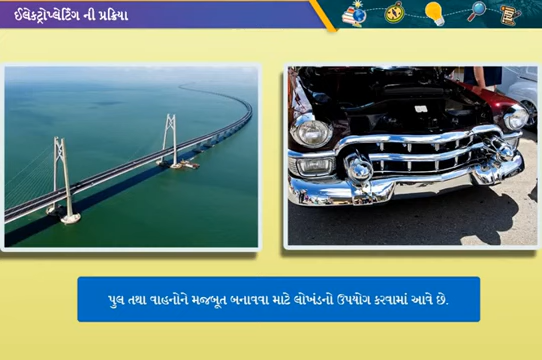 ઈલેક્ટ્રોપ્લેટિંગ ની પ્રક્રિયા
પુલ તથા વાહનોને મજબૂત બનાવવા માટે લોખંડનો ઉપયોગ કરવામાં આવે છે.